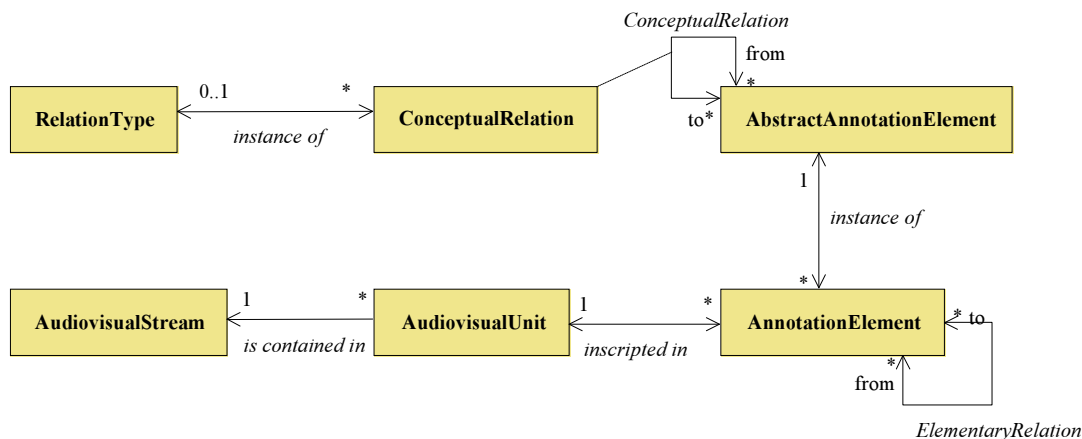 ConceptualRelation
from
*
0..1
*
RelationType
ConceptualRelation
AbstractAnnotationElement
to*
instance of
1
instance of
*
1
*
1
*
AudiovisualStream
AudiovisualUnit
AnnotationElement
* to
is contained in
inscripted in
*
from
ElementaryRelation